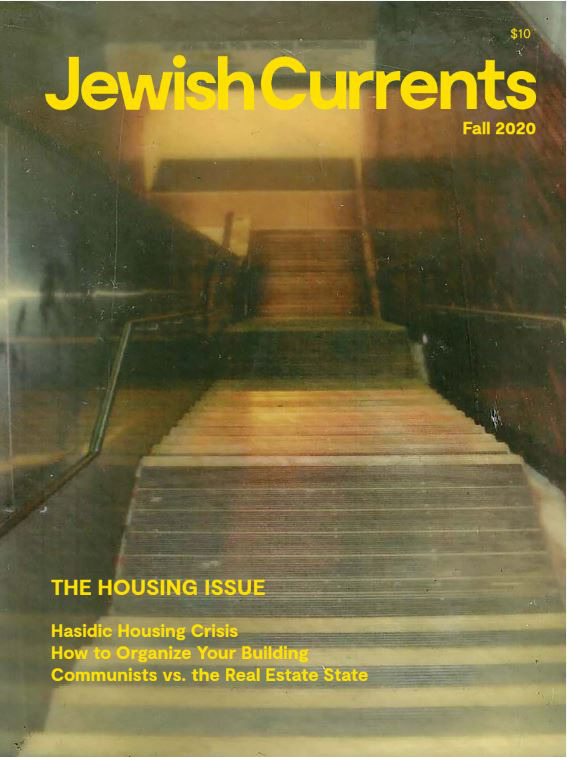 $10
Jewish Currents
Fall 2020
THE HOUSING ISSUE
Hasidic Housing Crisis
How to Organize Your Building
Communists vs. the Real Estate State